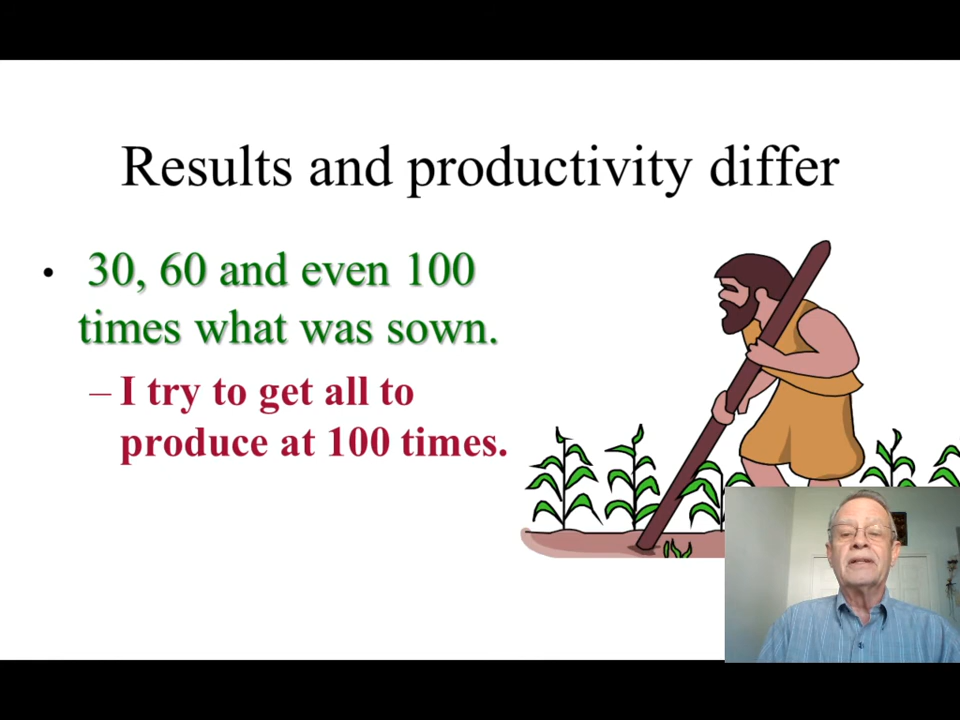 Results and productivity differ
• 30, 60 and even 100
times what was sown.
– I try to get all to
produce at 100 times.